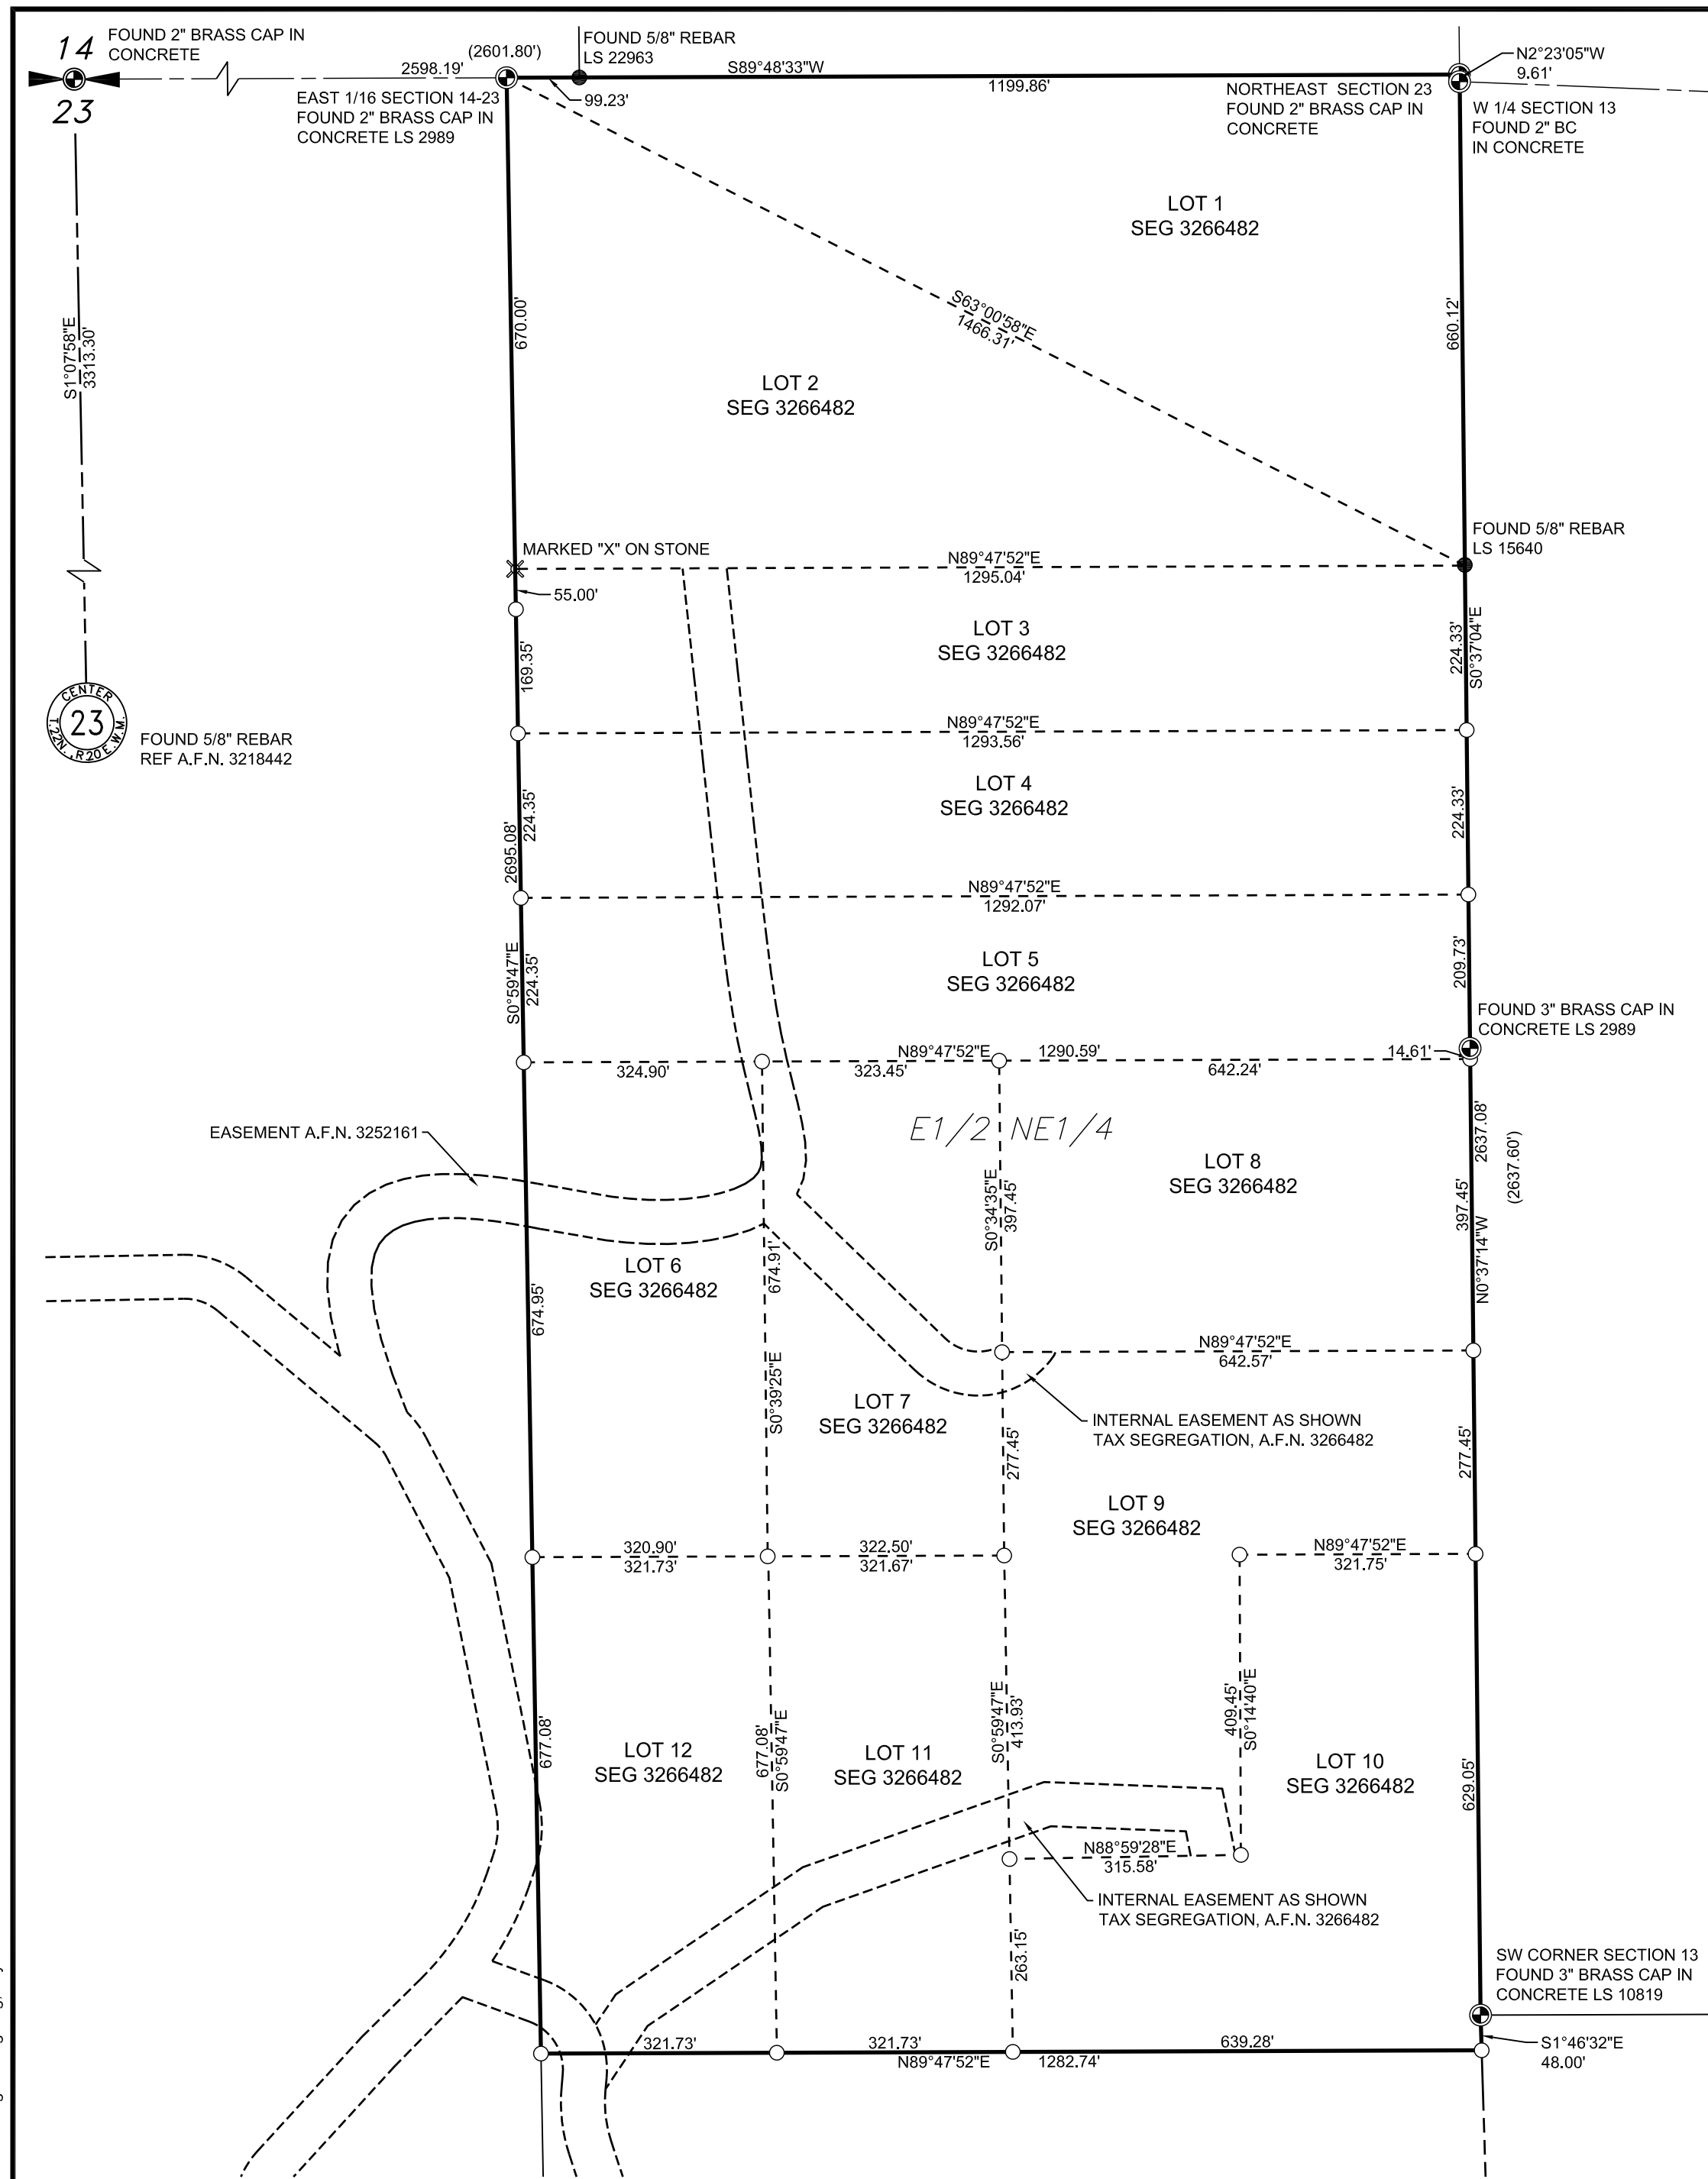 14
FOUND 2" BRASS CAP IN
CONCRETE
23
2598.19'
(2601.80')
FOUND 5/8" REBAR
LS 22963
S89°48'33"W
1199.86'
99.23'
EAST 1/16 SECTION 14-23
FOUND 2" BRASS CAP IN
CONCRETE LS 2989
NORTHEAST SECTION 23
FOUND 2" BRASS CAP IN
CONCRETE
N2°23'05"W
9.61'
W 1/4 SECTION 13
FOUND 2" BC
IN CONCRETE
LOT 1
SEG 3266482
S1°07'58"E
3313.30'
670.00'
S63°00'58"E
1466.31'
660.12'
LOT 2
SEG 3266482
MARKED "X" ON STONE
N89°47'52"E
1295.04'
FOUND 5/8" REBAR
LS 15640
55.00'
LOT 3
SEG 3266482
169.35'
224.33'
S0°37'04"E
CENTER
23
T.22N., R20E.W.M.
FOUND 5/8" REBAR
REF A.F.N. 3218442
N89°47'52"E
1293.56'
LOT 4
SEG 3266482
2695.08'
224.35'
224.33'
N89°47'52"E
1292.07'
LOT 5
SEG 3266482
S0°59'47"E
224.35'
209.73'
FOUND 3" BRASS CAP IN
CONCRETE LS 2989
N89°47'52"E
1290.59'
14.61'
324.90'
323.45'
642.24'
EASEMENT A.F.N. 3252161
E1/2 NE1/4
2637.08'
(2637.60')
LOT 8
SEG 3266482
S0°34'35"E
397.45'
397.45'
N0°37'14"W
LOT 6
SEG 3266482
674.91'
674.95'
S0°39'25"E
N89°47'52"E
642.57'
LOT 7
SEG 3266482
INTERNAL EASEMENT AS SHOWN
TAX SEGREGATION, A.F.N. 3266482
277.45'
277.45'
LOT 9
SEG 3266482
320.90'
321.73'
322.50'
321.67'
N89°47'52"E
321.75'
677.08'
LOT 12
SEG 3266482
677.08'
S0°59'47"E
LOT 11
SEG 3266482
S0°59'47"E
413.93'
409.45'
S0°14'40"E
LOT 10
SEG 3266482
629.05'
N88°59'28"E
315.58'
INTERNAL EASEMENT AS SHOWN
TAX SEGREGATION, A.F.N. 3266482
263.15'
SW CORNER SECTION 13
FOUND 3" BRASS CAP IN
CONCRETE LS 10819
321.73'
321.73'
639.28'
N89°47'52"E
1282.74'
S1°46'32"E
48.00'